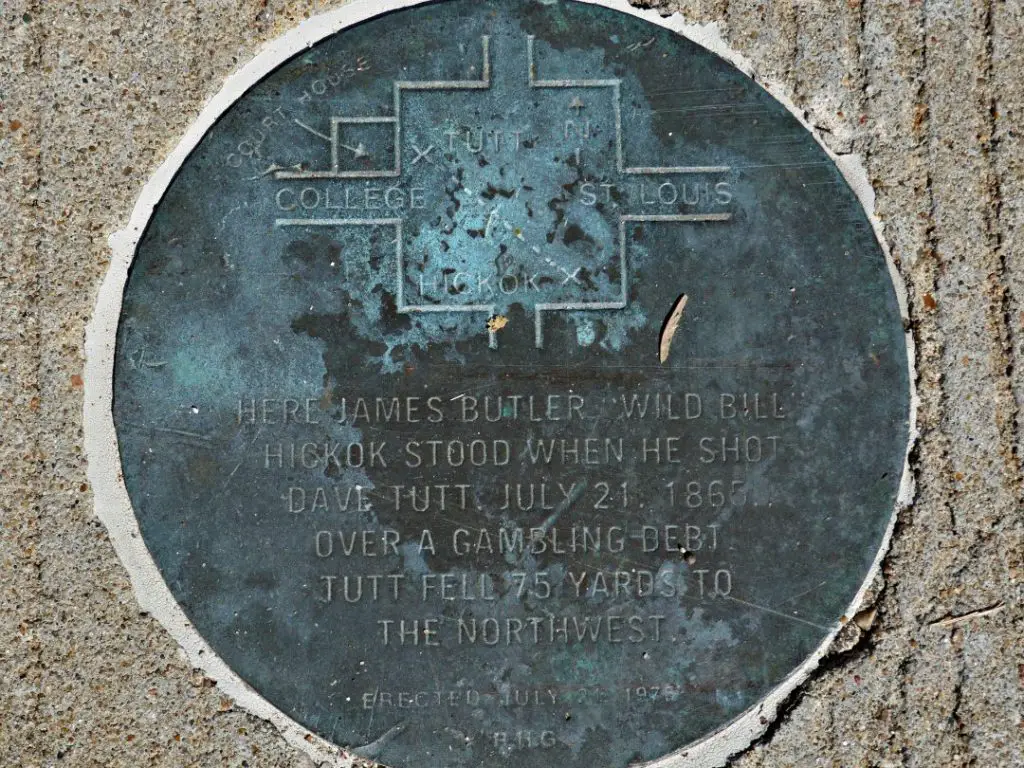 COURT HOUSE
TUTT N
COLLEGE ST. LOUIS
HICKOK
HERE JAMES BUTLER "WILD BILL"
HICKOK STOOD WHEN HE SHOT
DAVE TUTT JULY 21, 1865
OVER A GAMBLING DEBT.
TUTT FELL 75 YARDS TO
THE NORTHWEST.
ERECTED JULY 21